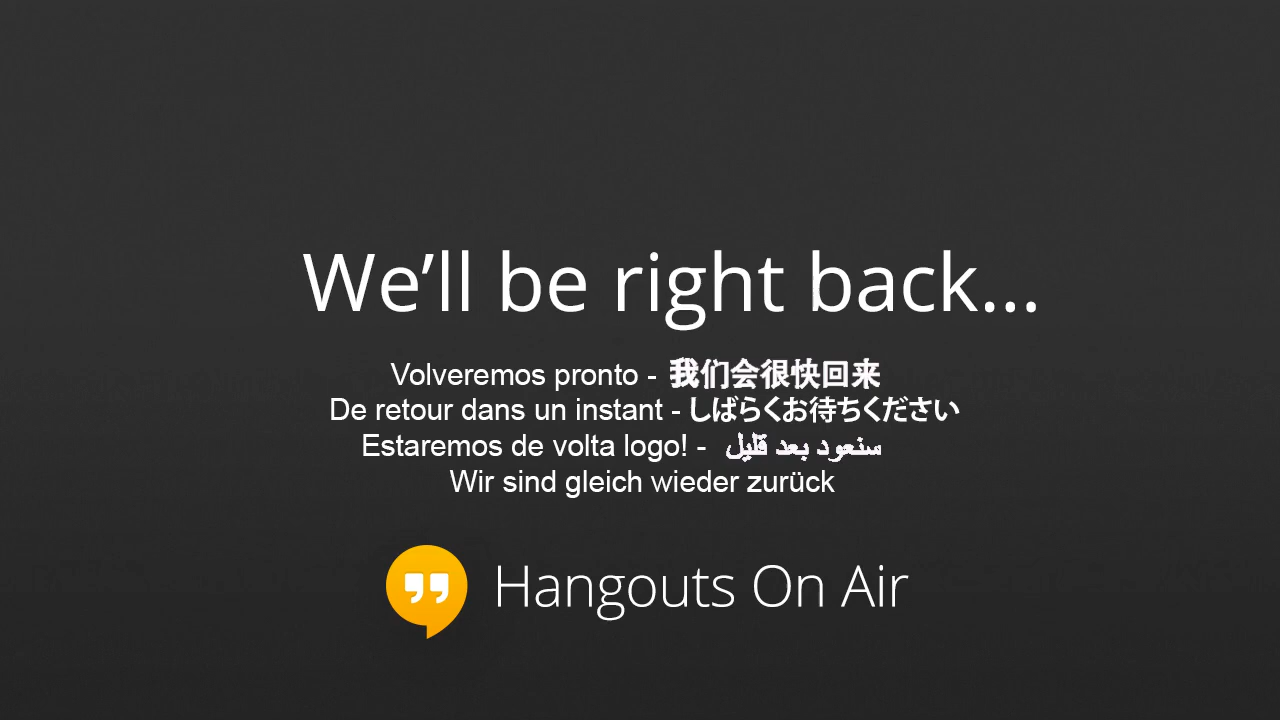 We’ll be right back...
Volveremos pronto - 我们会很快回来
De retour dans un instant - しばらくお待ちください
Estaremos de volta logo! - سنعود بعد قليل
Wir sind gleich wieder zurück
Hangouts On Air